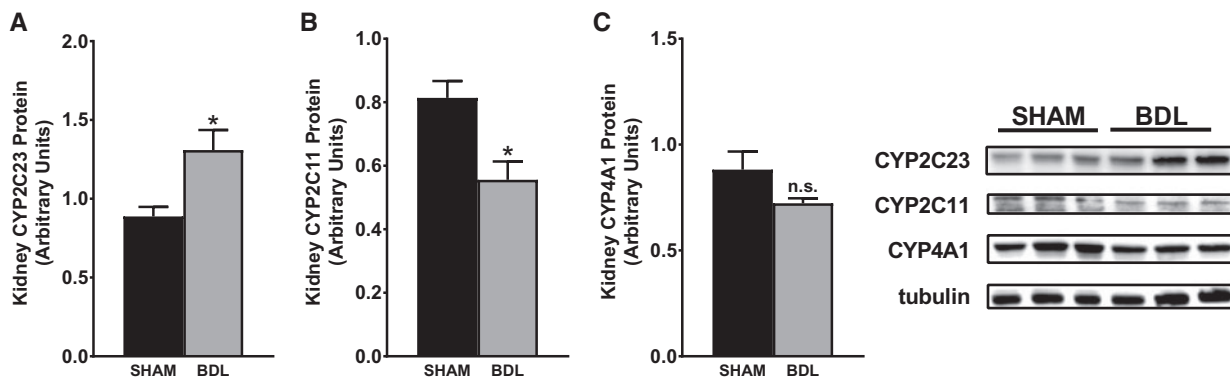 A
Kidney CYP2C23 Protein
(Arbitrary Units)
2.0
1.5
1.0
0.5
0.0
*
SHAM BDL
B
Kidney CYP2C11 Protein
(Arbitrary Units)
1.0
0.8
0.6
0.4
0.2
0.0
*
SHAM BDL
C
Kidney CYP4A1 Protein
(Arbitrary Units)
1.5
1.0
0.5
0.0
n.s.
SHAM BDL
SHAM BDL
CYP2C23
CYP2C11
CYP4A1
tubulin